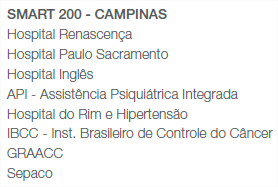 SMART 200 - CAMPINAS
Hospital Renascença
Hospital Paulo Sacramento
Hospital Inglês
API - Assistência Psiquiátrica Integrada
Hospital do Rim e Hipertensão
IBCC - Inst. Brasileiro de Controle do Câncer
GRAACC
Sepaco